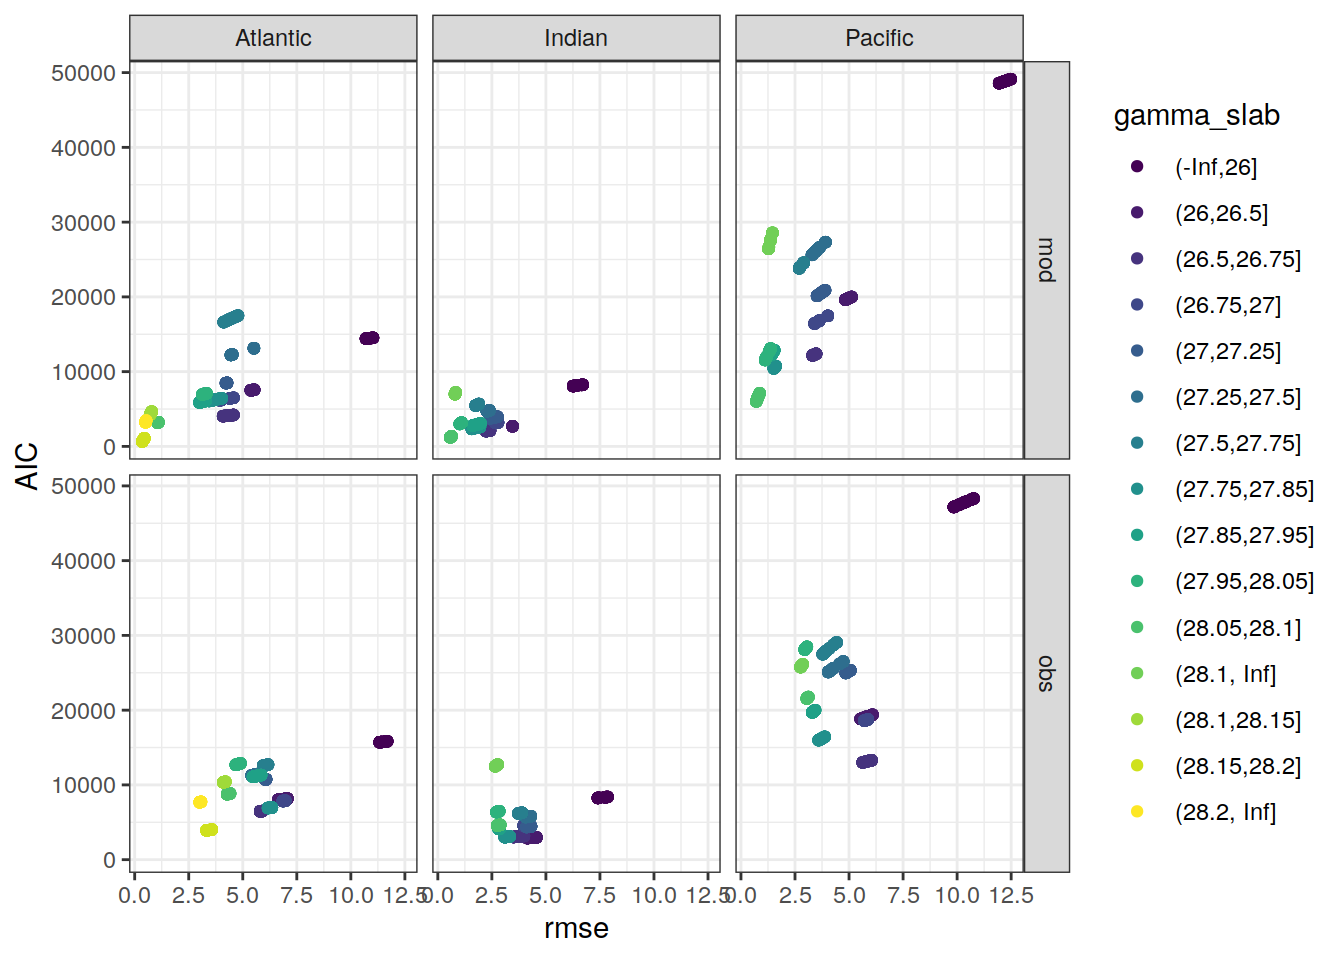 Atlantic Indian Pacific
50000
40000
30000
20000
10000
0
mod
50000
40000
30000
20000
10000
0
obs
0.0 2.5 5.0 7.5 10.0 12.5 0.0 2.5 5.0 7.5 10.0 12.5 0.0 2.5 5.0 7.5 10.0 12.5
rmse
AIC
gamma_slab
(-Inf,26]
(26,26.5]
(26.5,26.75]
(26.75,27]
(27,27.25]
(27.25,27.5]
(27.5,27.75]
(27.75,27.85]
(27.85,27.95]
(27.95,28.05]
(28.05,28.1]
(28.1, Inf]
(28.1,28.15]
(28.15,28.2]
(28.2, Inf]